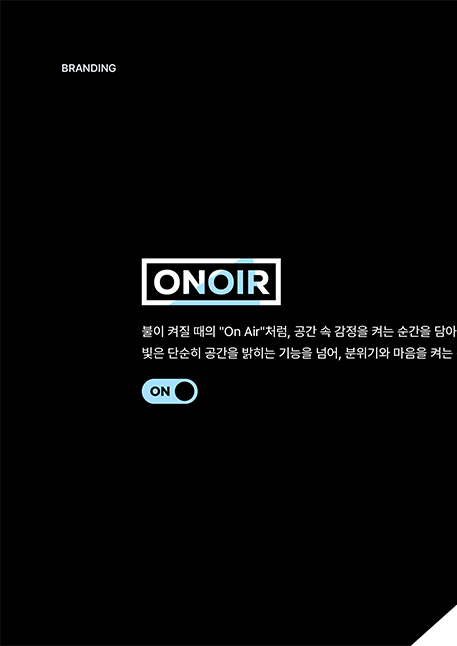 BRANDING
ONOIR
불이 켜질 때의 "On Air"처럼, 공간 속 감정을 켜는 순간을 담아
빛은 단순히 공간을 밝히는 기능을 넘어, 분위기와 마음을 켜는
ON